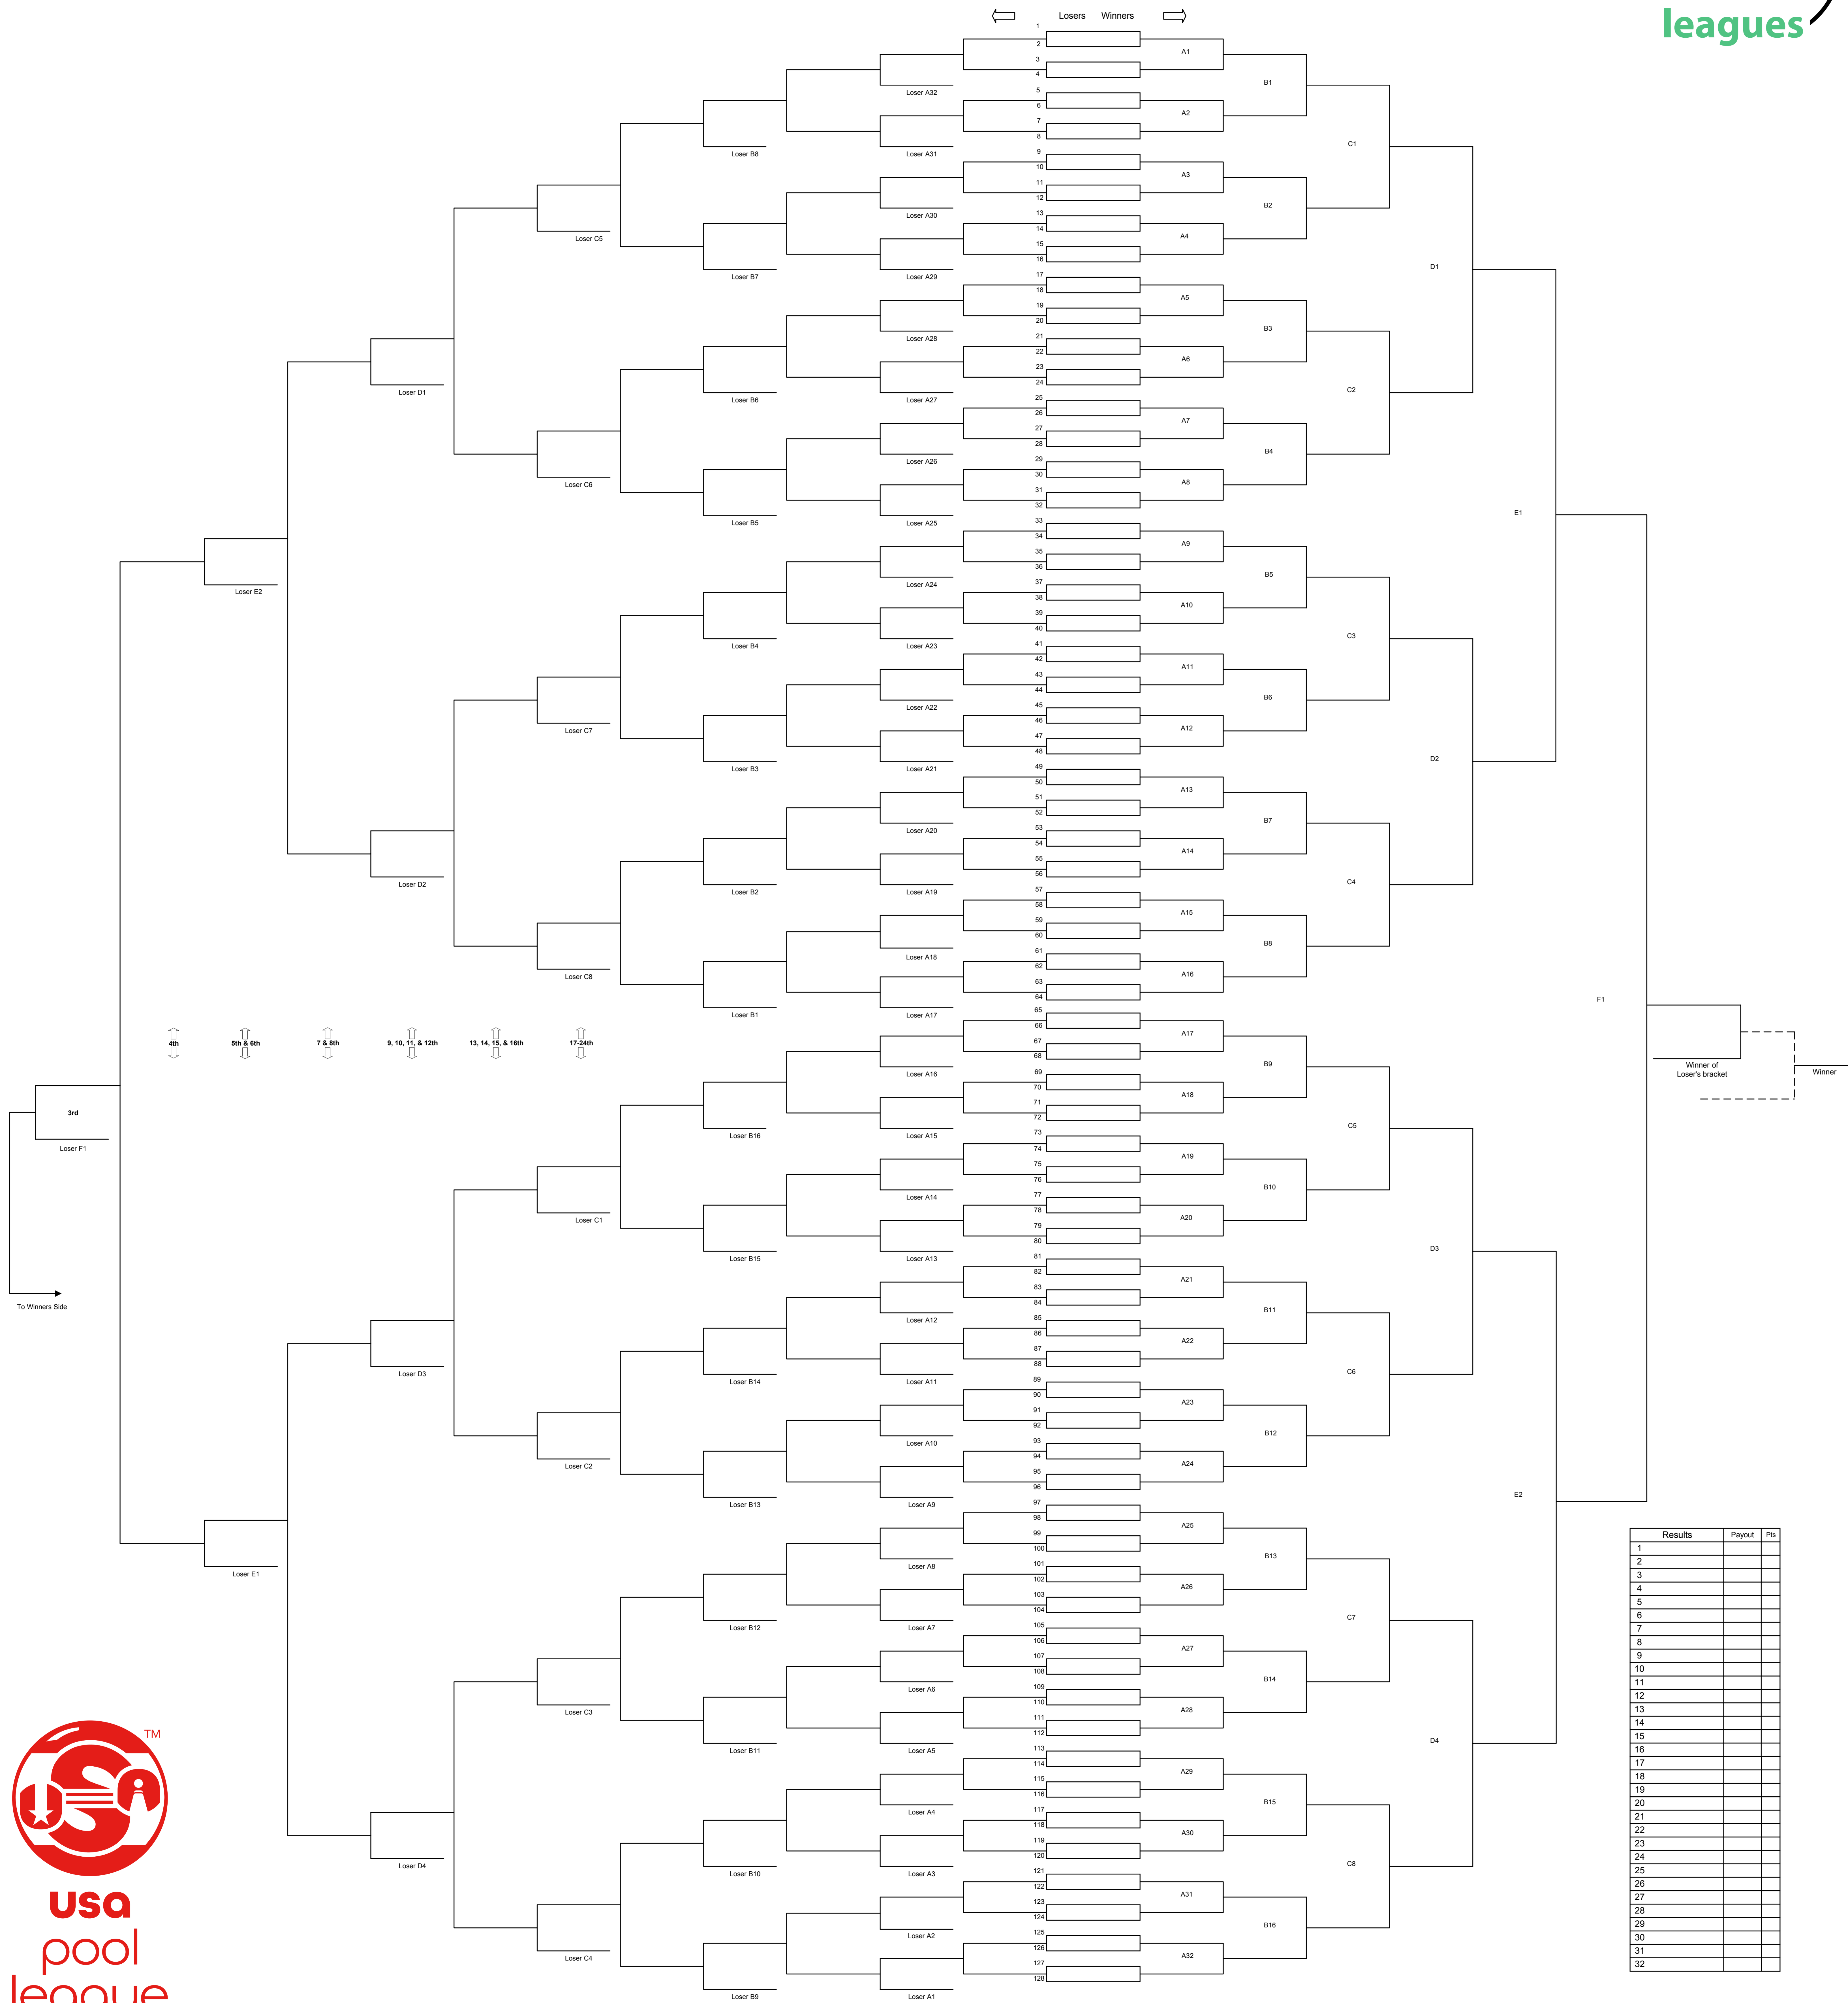 leagues
Losers Winners
1
2
3
4
5
6
7
8
9
10
11
12
13
14
15
16
17
18
19
20
21
22
23
24
25
26
27
28
29
30
31
32
33
34
35
36
37
38
39
40
41
42
43
44
45
46
47
48
49
50
51
52
53
54
55
56
57
58
59
60
61
62
63
64
65
66
67
68
69
70
71
72
73
74
75
76
77
78
79
80
81
82
83
84
85
86
87
88
89
90
91
92
93
94
95
96
97
98
99
100
101
102
103
104
105
106
107
108
109
110
111
112
113
114
115
116
117
118
119
120
121
122
123
124
125
126
127
128
A1
A2
A3
A4
A5
A6
A7
A8
A9
A10
A11
A12
A13
A14
A15
A16
A17
A18
A19
A20
A21
A22
A23
A24
A25
A26
A27
A28
A29
A30
A31
A32
B1
B2
B3
B4
B5
B6
B7
B8
B9
B10
B11
B12
B13
B14
B15
B16
C1
C2
C3
C4
C5
C6
C7
C8
D1
D2
D3
D4
E1
E2
F1
Winner of
Loser's bracket
Winner
Loser A32
Loser A31
Loser A30
Loser A29
Loser A28
Loser A27
Loser A26
Loser A25
Loser A24
Loser A23
Loser A22
Loser A21
Loser A20
Loser A19
Loser A18
Loser A17
Loser A16
Loser A15
Loser A14
Loser A13
Loser A12
Loser A11
Loser A10
Loser A9
Loser A8
Loser A7
Loser A6
Loser A5
Loser A4
Loser A3
Loser A2
Loser A1
Loser B8
Loser B7
Loser B6
Loser B5
Loser B4
Loser B3
Loser B2
Loser B1
Loser B16
Loser B15
Loser B14
Loser B13
Loser B12
Loser B11
Loser B10
Loser B9
Loser C5
Loser C6
Loser C7
Loser C8
Loser C1
Loser C2
Loser C3
Loser C4
Loser D1
Loser D2
Loser D3
Loser D4
Loser E2
Loser E1
4th
5th & 6th
7 & 8th
9, 10, 11, & 12th
13, 14, 15, & 16th
17-24th
3rd
Loser F1
To Winners Side
Results Payout Pts
1
2
3
4
5
6
7
8
9
10
11
12
13
14
15
16
17
18
19
20
21
22
23
24
25
26
27
28
29
30
31
32
TM
usa
pool
league